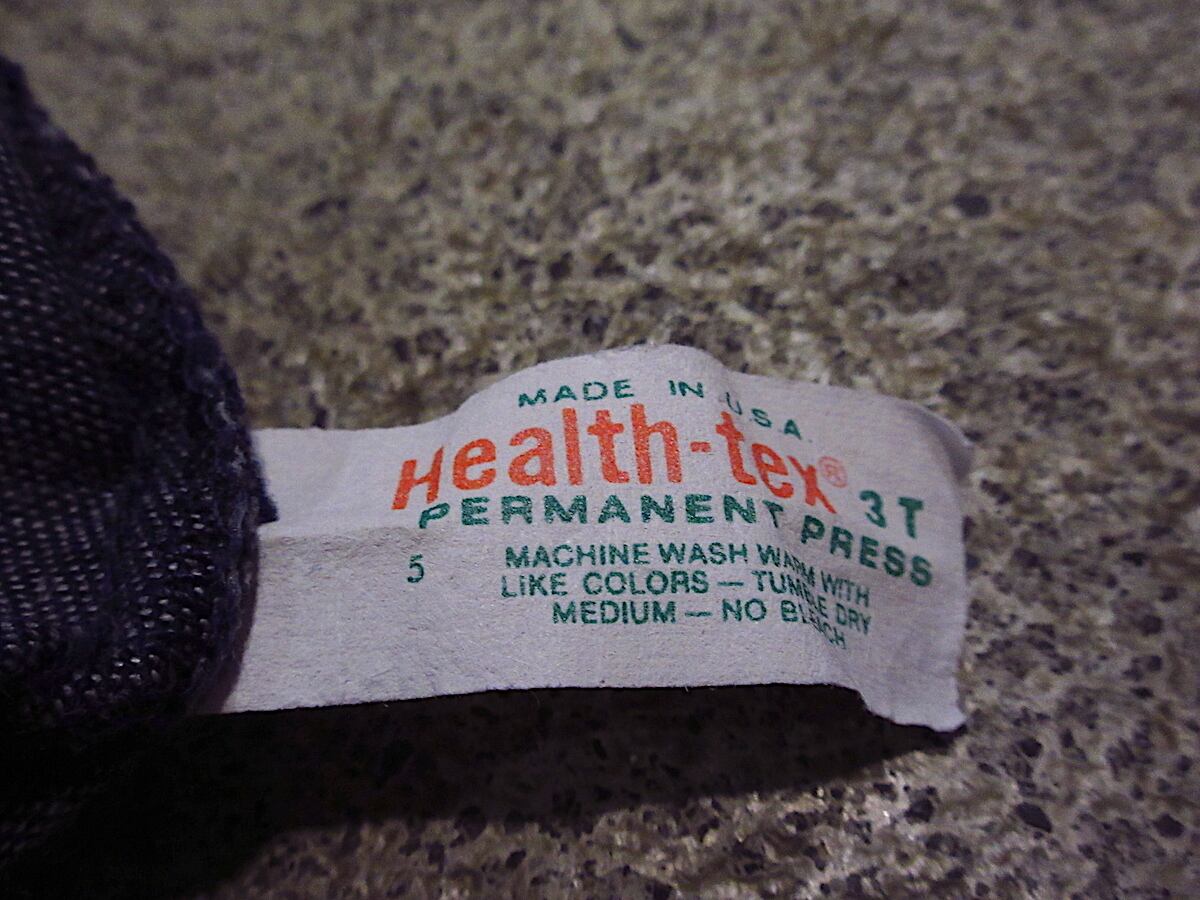 MADE IN U.S.A.
Health-tex® 3T
PERMANENT PRESS
5 MACHINE WASH WARM WITH
LIKE COLORS — TUMBLE DRY
MEDIUM — NO BLEACH